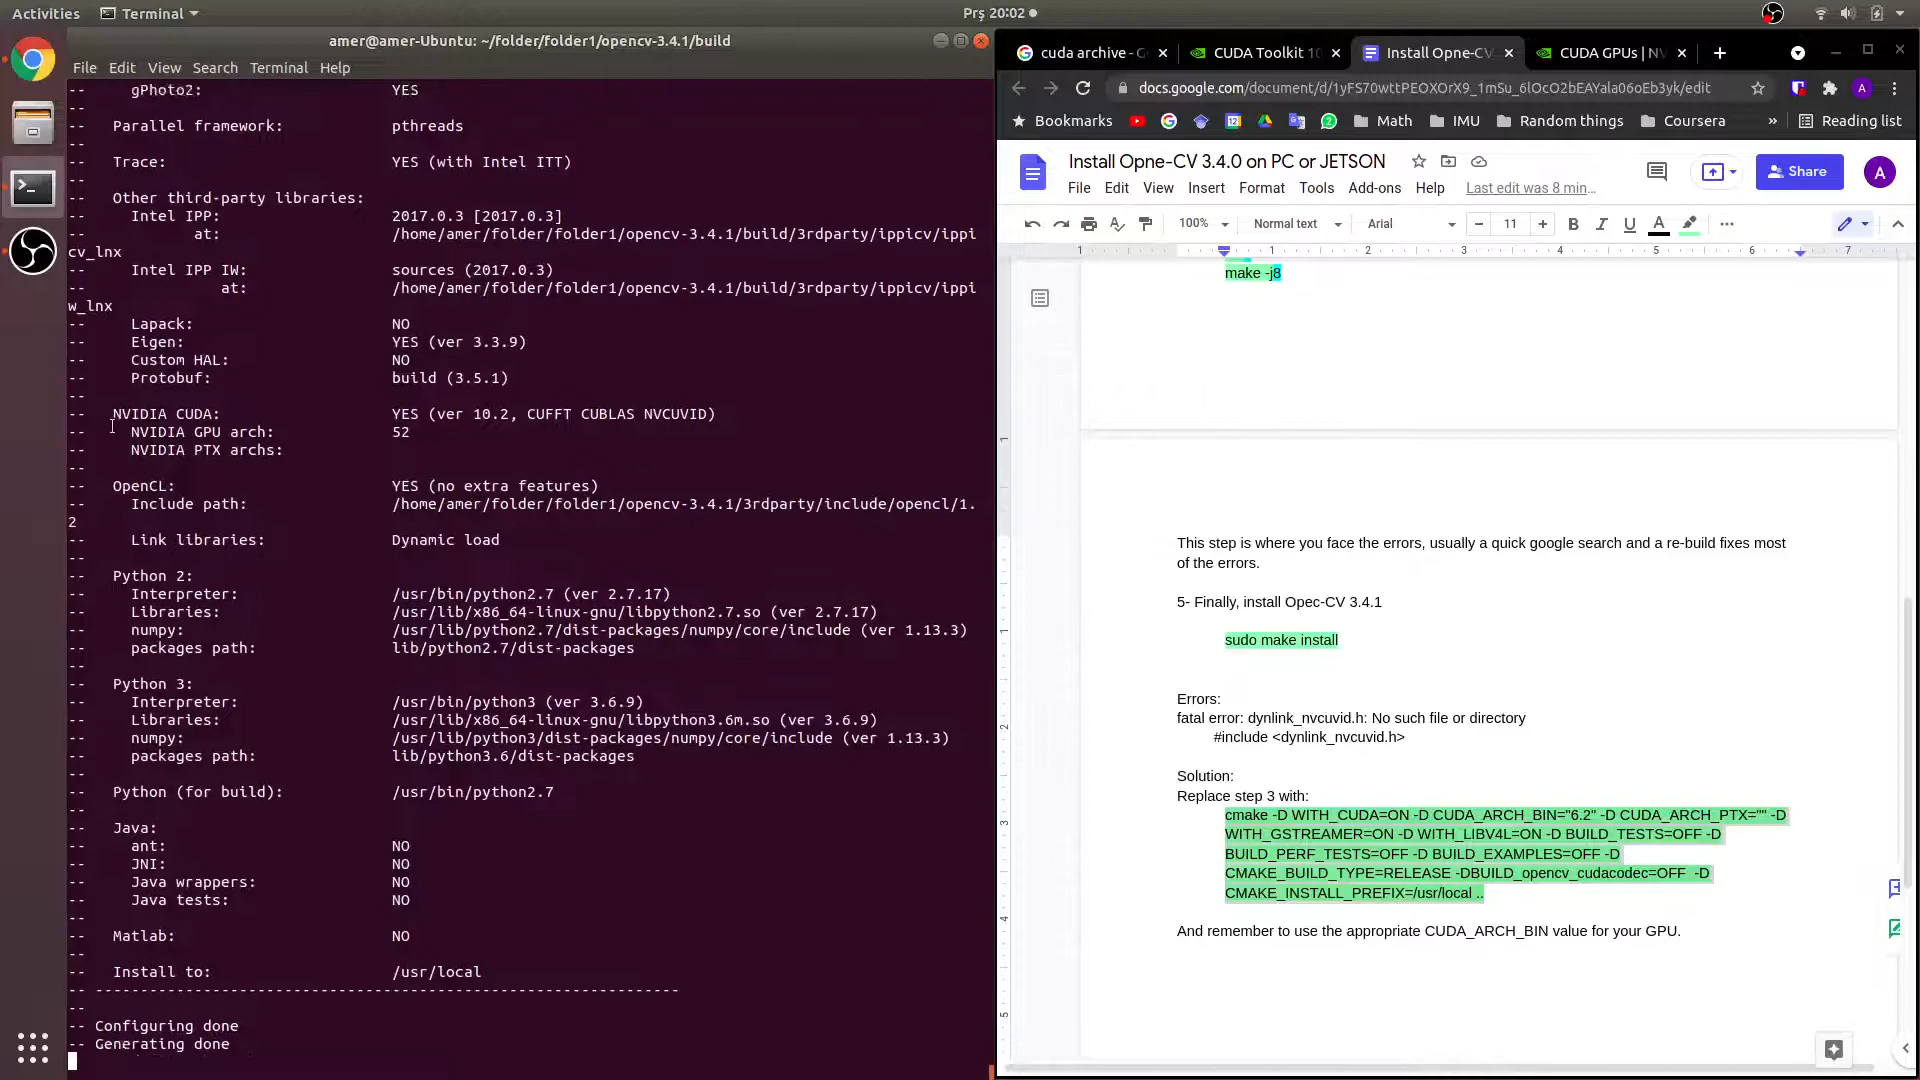 Activities
Terminal
Prş 20:02
amer@amer-Ubuntu: ~/folder/folder1/opencv-3.4.1/build
File Edit View Search Terminal Help
-- gPhoto2: YES
--
-- Parallel framework: pthreads
--
-- Trace: YES (with Intel ITT)
--
-- Other third-party libraries:
-- Intel IPP: 2017.0.3 [2017.0.3]
-- at: /home/amer/folder/folder1/opencv-3.4.1/build/3rdparty/ippicv/ippi
cv_lnx
-- Intel IPP IW: sources (2017.0.3)
-- at: /home/amer/folder/folder1/opencv-3.4.1/build/3rdparty/ippicv/ippi
w_lnx
-- Lapack: NO
-- Eigen: YES (ver 3.3.9)
-- Custom HAL: NO
-- Protobuf: build (3.5.1)
--
-- NVIDIA CUDA: YES (ver 10.2, CUFFT CUBLAS NVCUVID)
-- NVIDIA GPU arch: 52
-- NVIDIA PTX archs:
--
-- OpenCL: YES (no extra features)
-- Include path: /home/amer/folder/folder1/opencv-3.4.1/3rdparty/include/opencl/1.
2
-- Link libraries: Dynamic load
--
-- Python 2:
-- Interpreter: /usr/bin/python2.7 (ver 2.7.17)
-- Libraries: /usr/lib/x86_64-linux-gnu/libpython2.7.so (ver 2.7.17)
-- numpy: /usr/lib/python2.7/dist-packages/numpy/core/include (ver 1.13.3)
-- packages path: lib/python2.7/dist-packages
--
-- Python 3:
-- Interpreter: /usr/bin/python3 (ver 3.6.9)
-- Libraries: /usr/lib/x86_64-linux-gnu/libpython3.6m.so (ver 3.6.9)
-- numpy: /usr/lib/python3/dist-packages/numpy/core/include (ver 1.13.3)
-- packages path: lib/python3.6/dist-packages
--
-- Python (for build): /usr/bin/python2.7
--
-- Java:
-- ant: NO
-- JNI: NO
-- Java wrappers: NO
-- Java tests: NO
--
-- Matlab: NO
--
-- Install to: /usr/local
-- -----------------------------------------------------------------
--
-- Configuring done
-- Generating done
cuda archive - G
CUDA Toolkit 10
Install Opne-CV
CUDA GPUs | NV
docs.google.com/document/d/1yFS70wttPEOXOrX9_1mSu_6lOcO2bEAYala06oEb3yk/edit
A
Bookmarks Math IMU Random things Coursera » Reading list
Install Opne-CV 3.4.0 on PC or JETSON
Share
A
File Edit View Insert Format Tools Add-ons Help Last edit was 8 min...
100% Normal text Arial 11 B I U A
1 1 2 3 4 5 6 7
make -j8
This step is where you face the errors, usually a quick google search and a re-build fixes most
of the errors.
5- Finally, install Opec-CV 3.4.1
sudo make install
Errors:
fatal error: dynlink_nvcuvid.h: No such file or directory
#include <dynlink_nvcuvid.h>
Solution:
Replace step 3 with:
cmake -D WITH_CUDA=ON -D CUDA_ARCH_BIN="6.2" -D CUDA_ARCH_PTX="" -D
WITH_GSTREAMER=ON -D WITH_LIBV4L=ON -D BUILD_TESTS=OFF -D
BUILD_PERF_TESTS=OFF -D BUILD_EXAMPLES=OFF -D
CMAKE_BUILD_TYPE=RELEASE -DBUILD_opencv_cudacodec=OFF -D
CMAKE_INSTALL_PREFIX=/usr/local ..
And remember to use the appropriate CUDA_ARCH_BIN value for your GPU.